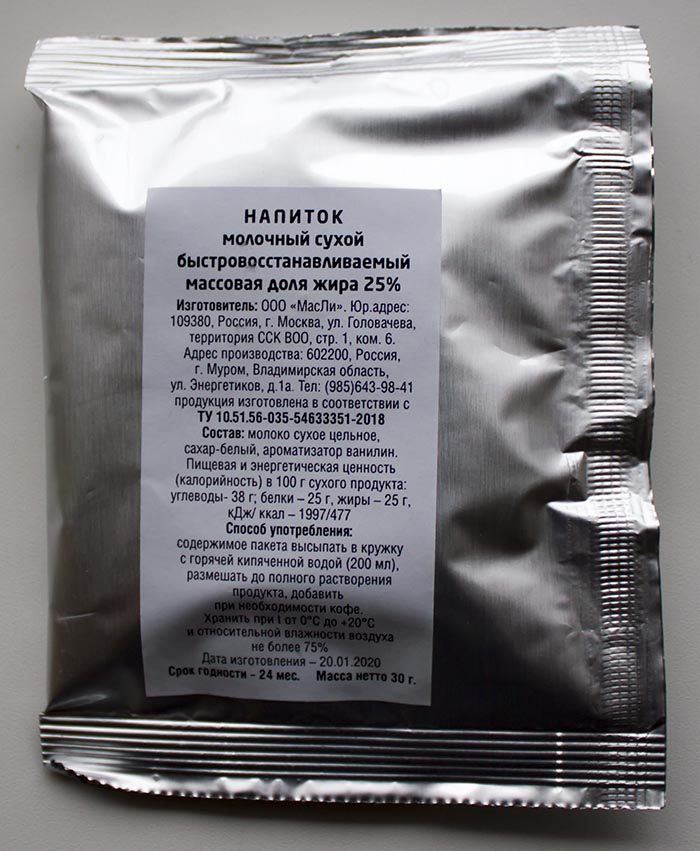 НАПИТОК
молочный сухой
быстровосстанавливаемый
массовая доля жира 25%
Изготовитель: ООО «МасЛи». Юр.адрес:
109380, Россия, г. Москва, ул. Головачева,
территория ССК ВОО, стр. 1, ком. 6.
Адрес производства: 602200, Россия,
г. Муром, Владимирская область,
ул. Энергетиков, д.1а. Тел: (985)643-98-41
продукция изготовлена в соответствии с
ТУ 10.51.56-035-54633351-2018
Состав: молоко сухое цельное,
сахар-белый, ароматизатор ванилин.
Пищевая и энергетическая ценность
(калорийность) в 100 г сухого продукта:
углеводы- 38 г; белки – 25 г, жиры – 25 г,
кДж/ ккал – 1997/477
Способ употребления:
содержимое пакета высыпать в кружку
с горячей кипяченной водой (200 мл),
размешать до полного растворения
продукта, добавить
при необходимости кофе.
Хранить при t от 0°С до +20°С
и относительной влажности воздуха
не более 75%
Дата изготовления – 20.01.2020
Срок годности - 24 мес. Масса нетто 30 г.